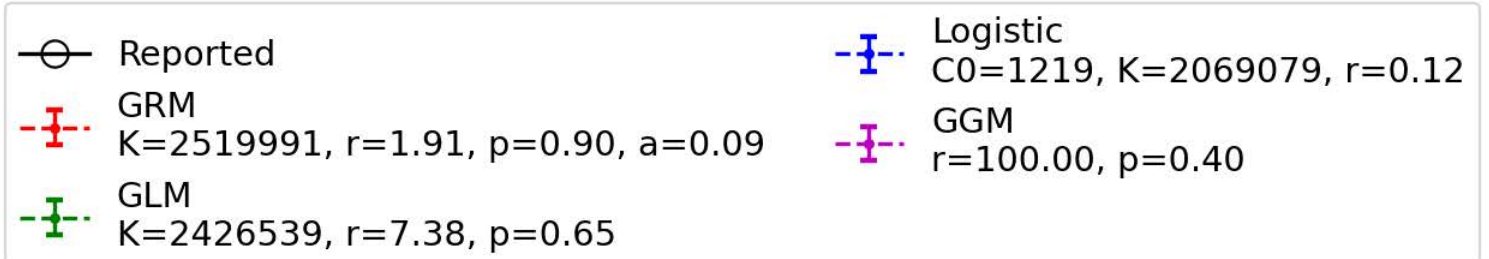 Reported
GRM
K=2519991, r=1.91, p=0.90, a=0.09
GLM
K=2426539, r=7.38, p=0.65
Logistic
C0=1219, K=2069079, r=0.12
GGM
r=100.00, p=0.40